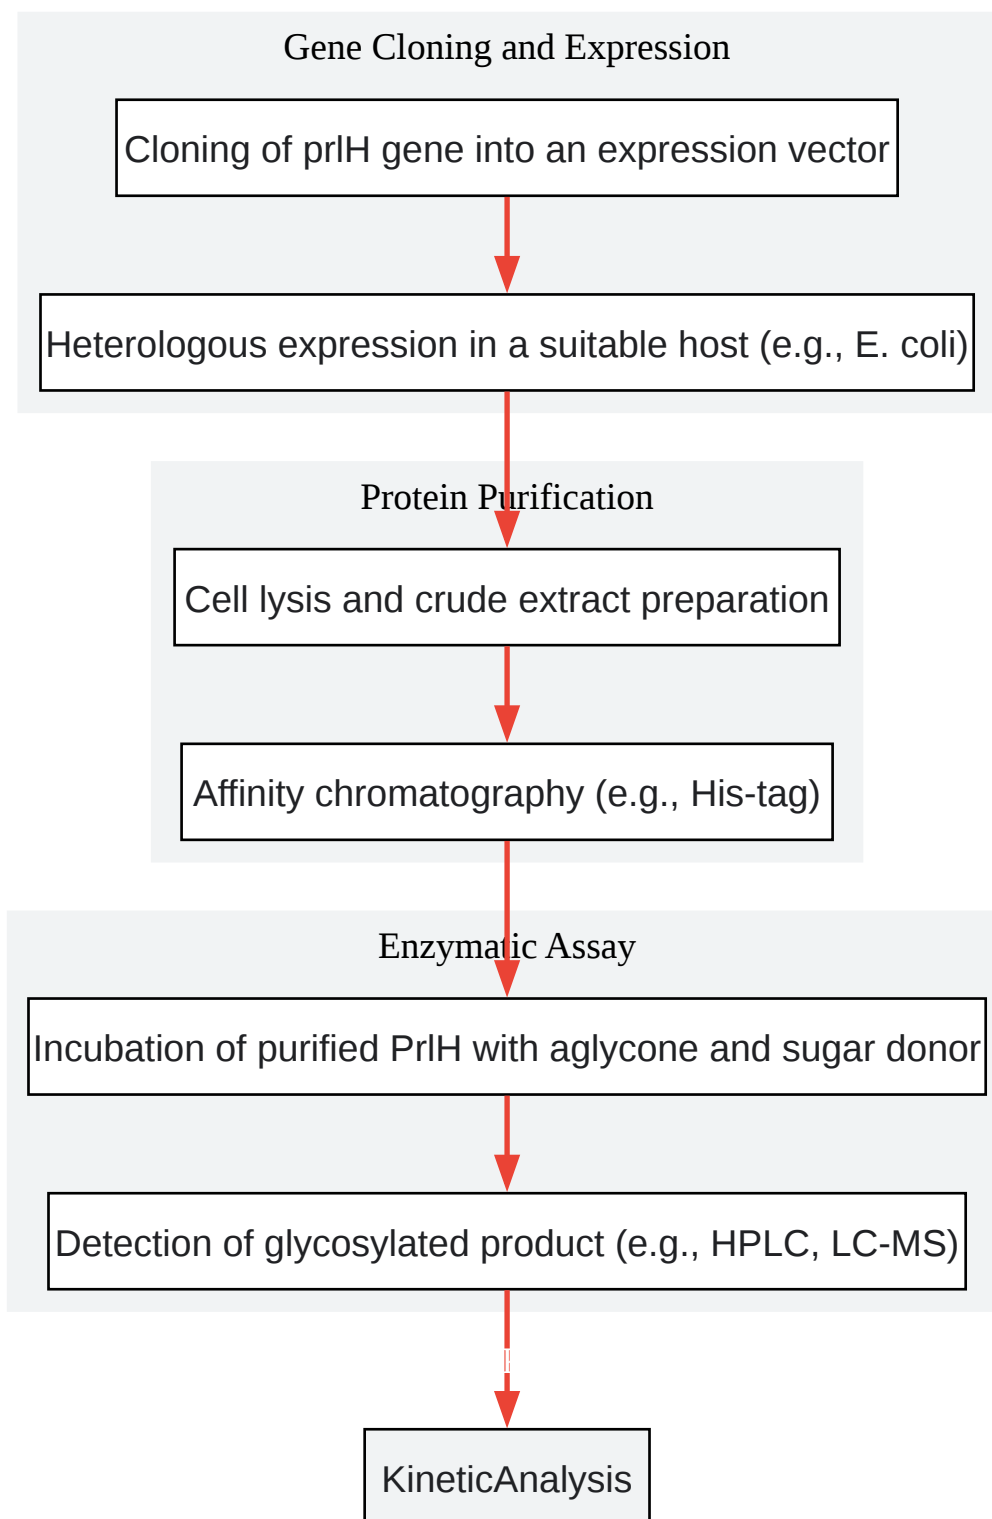 Gene Cloning and Expression
Cloning of prlH gene into an expression vector
Heterologous expression in a suitable host (e.g., E. coli)
Protein Purification
Cell lysis and crude extract preparation
Affinity chromatography (e.g., His-tag)
Enzymatic Assay
Incubation of purified PrlH with aglycone and sugar donor
Detection of glycosylated product (e.g., HPLC, LC-MS)
KineticAnalysis